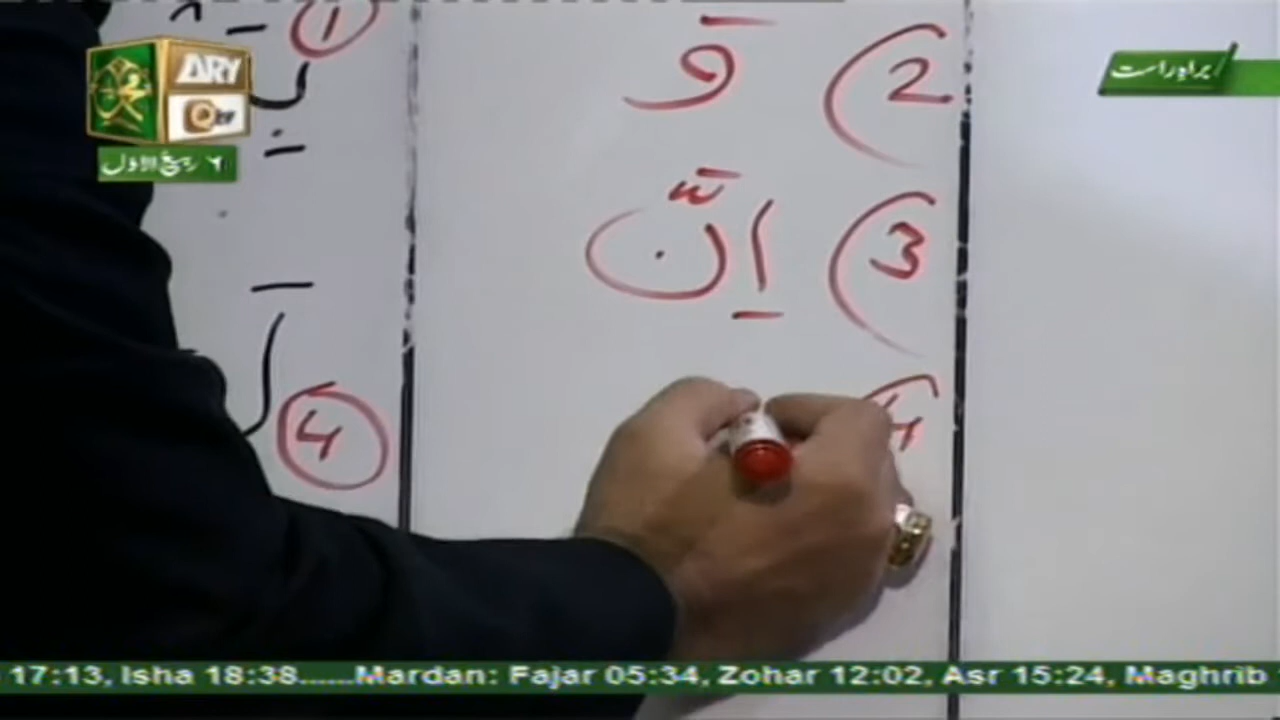 ARY
Qtv
۶ ربیع الاول
براہِ راست
1
2 وَ
3 اِنَّ
4
4
17:13, Isha 18:38......Mardan: Fajar 05:34, Zohar 12:02, Asr 15:24, Maghrib